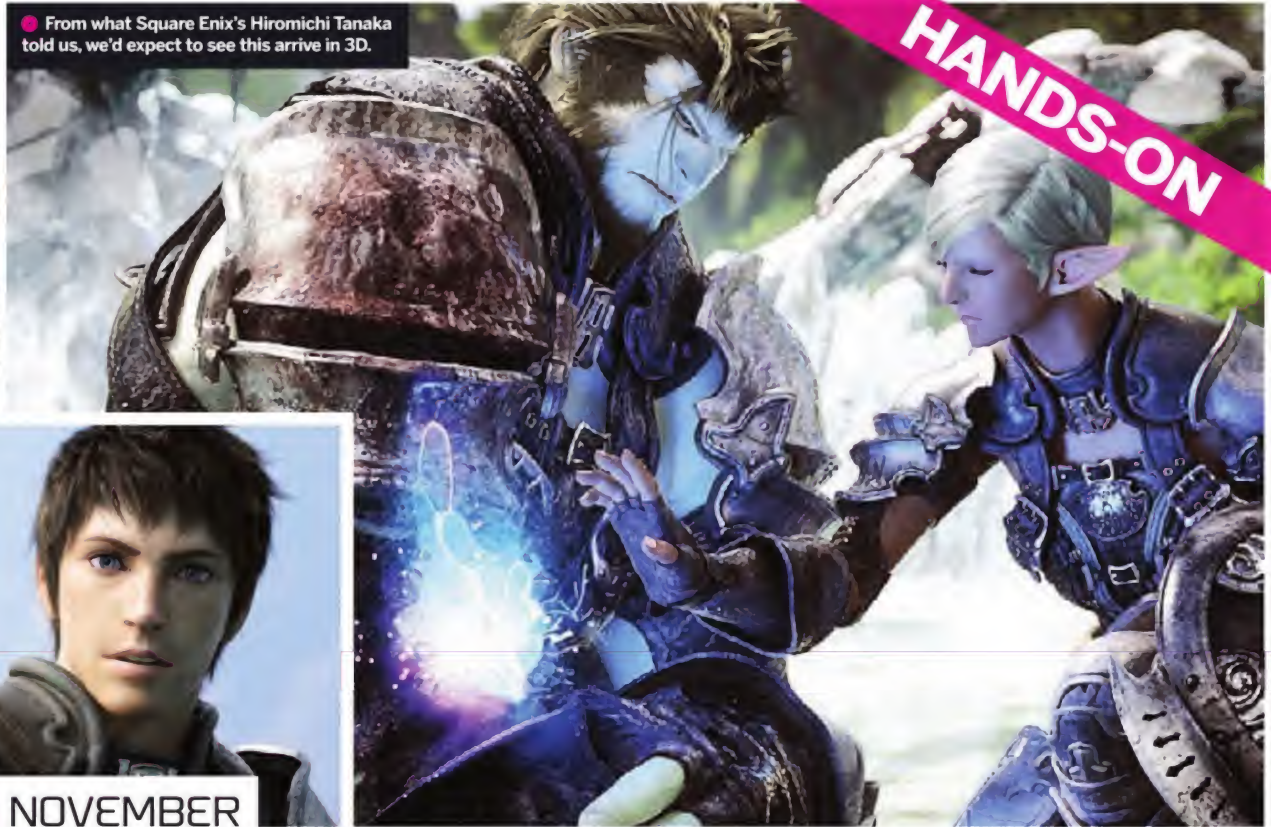 From what Square Enix's Hiromichi Tanaka
told us, we'd expect to see this arrive in 3D.
HANDS-ON
NOVEMBER